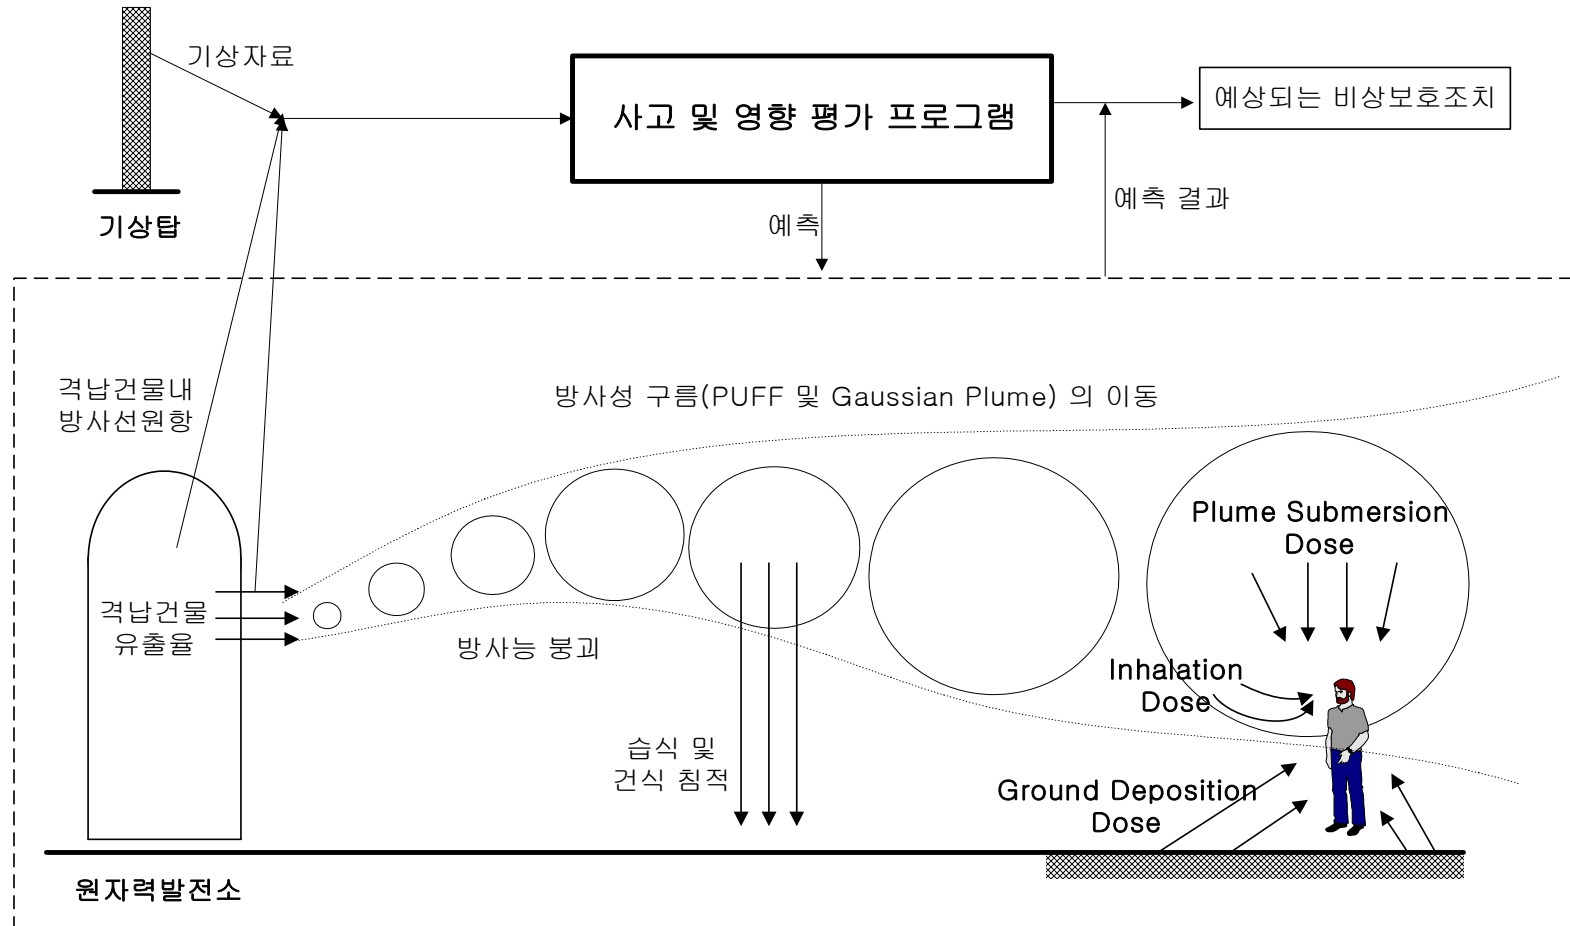 기상자료
사고 및 영향 평가 프로그램
예상되는 비상보호조치
기상탑
예측
예측 결과
격납건물내
방사선원항
방사성 구름(PUFF 및 Gaussian Plume) 의 이동
Plume Submersion
Dose
격납건물
유출율
방사능 붕괴
Inhalation
Dose
습식 및
건식 침적
Ground Deposition
Dose
원자력발전소